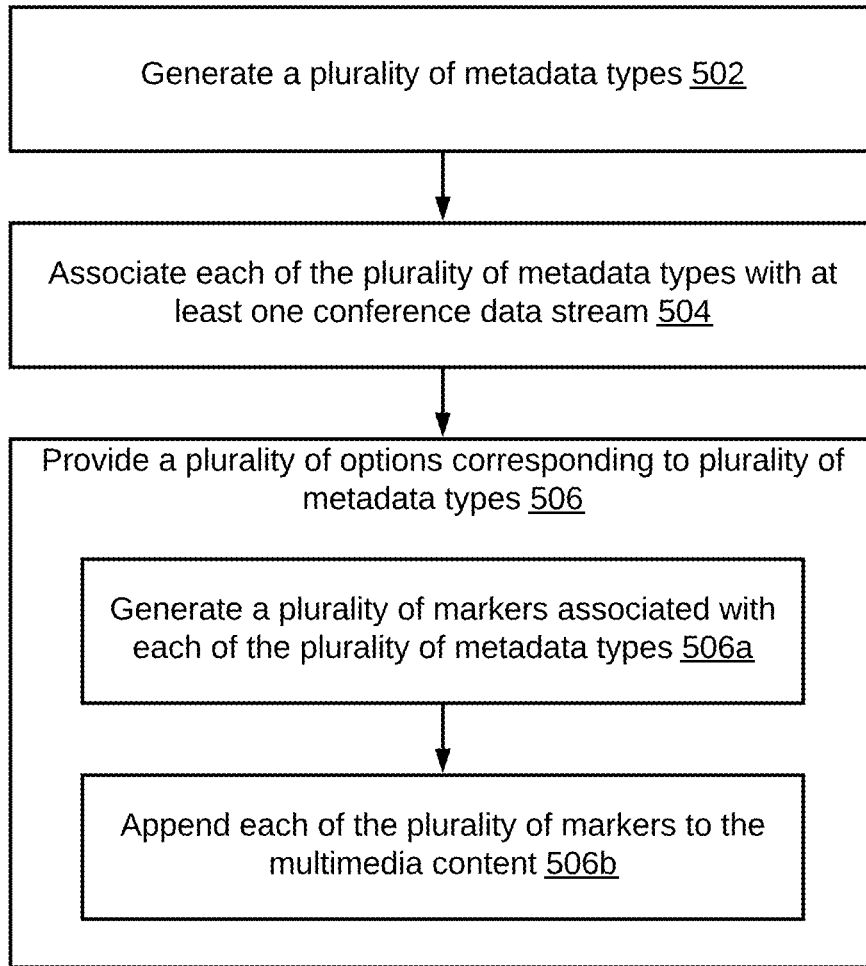 Generate a plurality of metadata types 502
Associate each of the plurality of metadata types with at
least one conference data stream 504
Provide a plurality of options corresponding to plurality of
metadata types 506
Generate a plurality of markers associated with
each of the plurality of metadata types 506a
Append each of the plurality of markers to the
multimedia content 506b